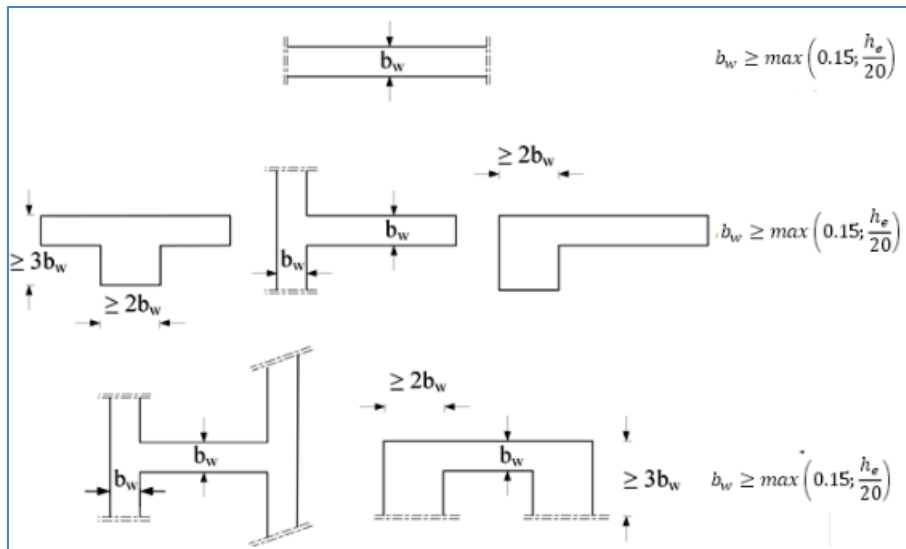 b_w
b_w ≥ max(0.15; h_e/20)
≥ 2b_w
b_w
b_w
≥ 3b_w
≥ 2b_w
b_w ≥ max(0.15; h_e/20)
≥ 2b_w
b_w
b_w
b_w
≥ 3b_w
b_w ≥ max(0.15; h_e/20)